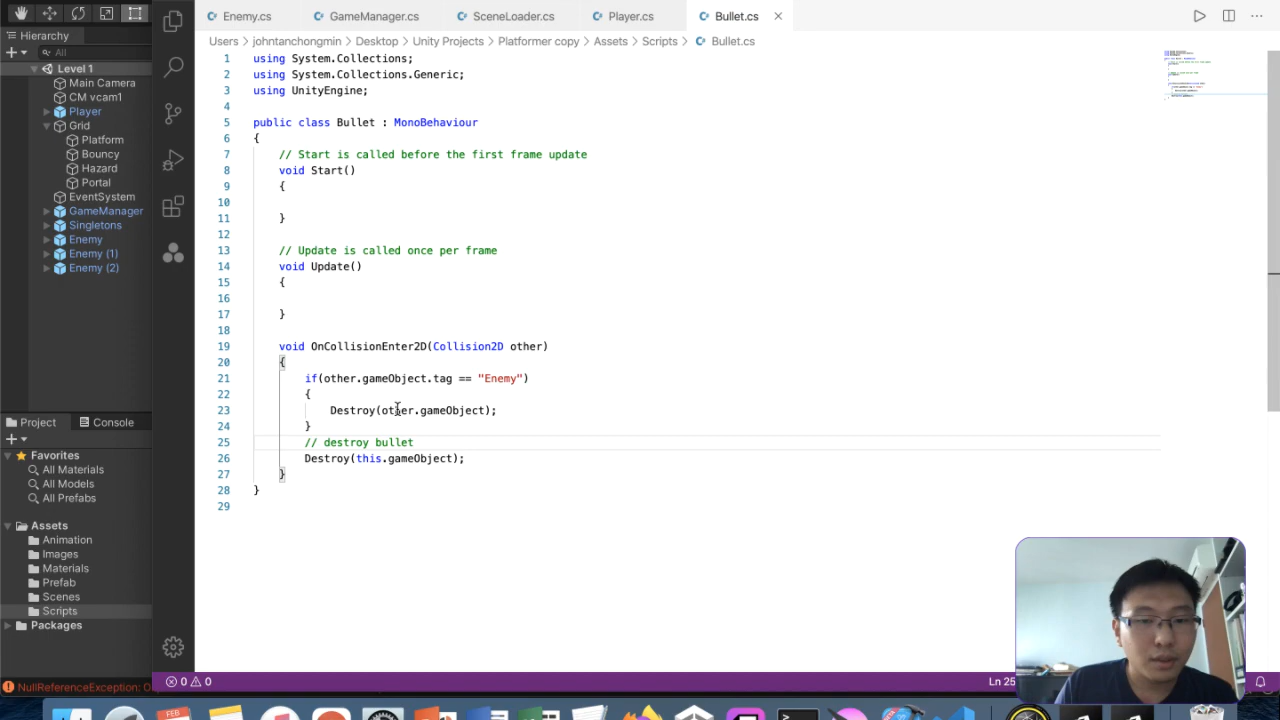 Hierarchy
All
Level 1
Main Camera
CM vcam1
Player
Grid
Platform
Bouncy
Hazard
Portal
EventSystem
GameManager
Singletons
Enemy
Enemy (1)
Enemy (2)
Project Console
Favorites
All Materials
All Models
All Prefabs
Assets
Animation
Images
Materials
Prefab
Scenes
Scripts
Packages
NullReferenceException: O
Enemy.cs GameManager.cs SceneLoader.cs Player.cs Bullet.cs
Users > johntanchongmin > Desktop > Unity Projects > Platformer copy > Assets > Scripts > Bullet.cs
1 using System.Collections;
2 using System.Collections.Generic;
3 using UnityEngine;
4
5 public class Bullet : MonoBehaviour
6 {
7 // Start is called before the first frame update
8 void Start()
9 {
10
11 }
12
13 // Update is called once per frame
14 void Update()
15 {
16
17 }
18
19 void OnCollisionEnter2D(Collision2D other)
20 {
21 if(other.gameObject.tag == "Enemy")
22 {
23 Destroy(other.gameObject);
24 }
25 // destroy bullet
26 Destroy(this.gameObject);
27 }
28 }
29
0 0
Ln 25
FEB